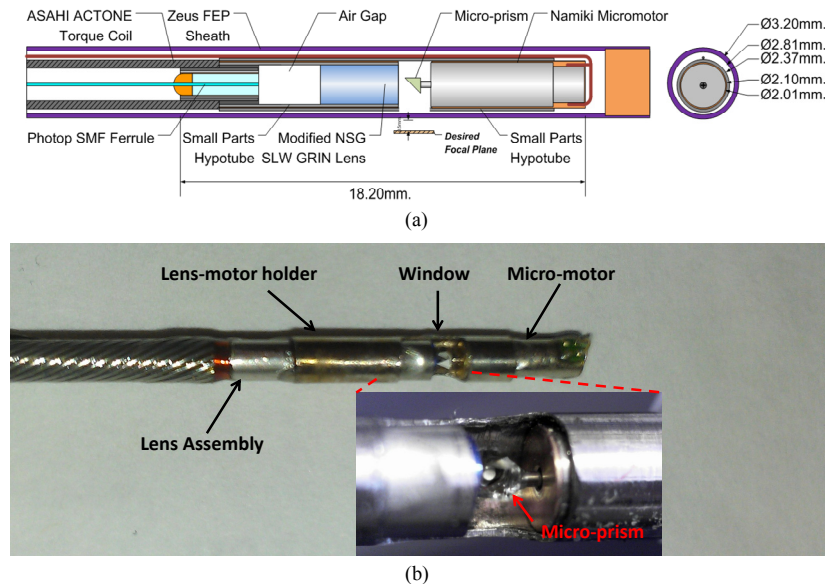 ASAHI ACTONE
Torque Coil
Zeus FEP
Sheath
Air Gap
Micro-prism
Namiki Micromotor
Ø3.20mm.
Ø2.81mm.
Ø2.37mm.
Ø2.10mm.
Ø2.01mm.
Photop SMF Ferrule
Small Parts
Hypotube
Modified NSG
SLW GRIN Lens
Desired
Focal Plane
Small Parts
Hypotube
18.20mm.
(a)
Lens-motor holder
Window
Micro-motor
Lens Assembly
Micro-prism
(b)